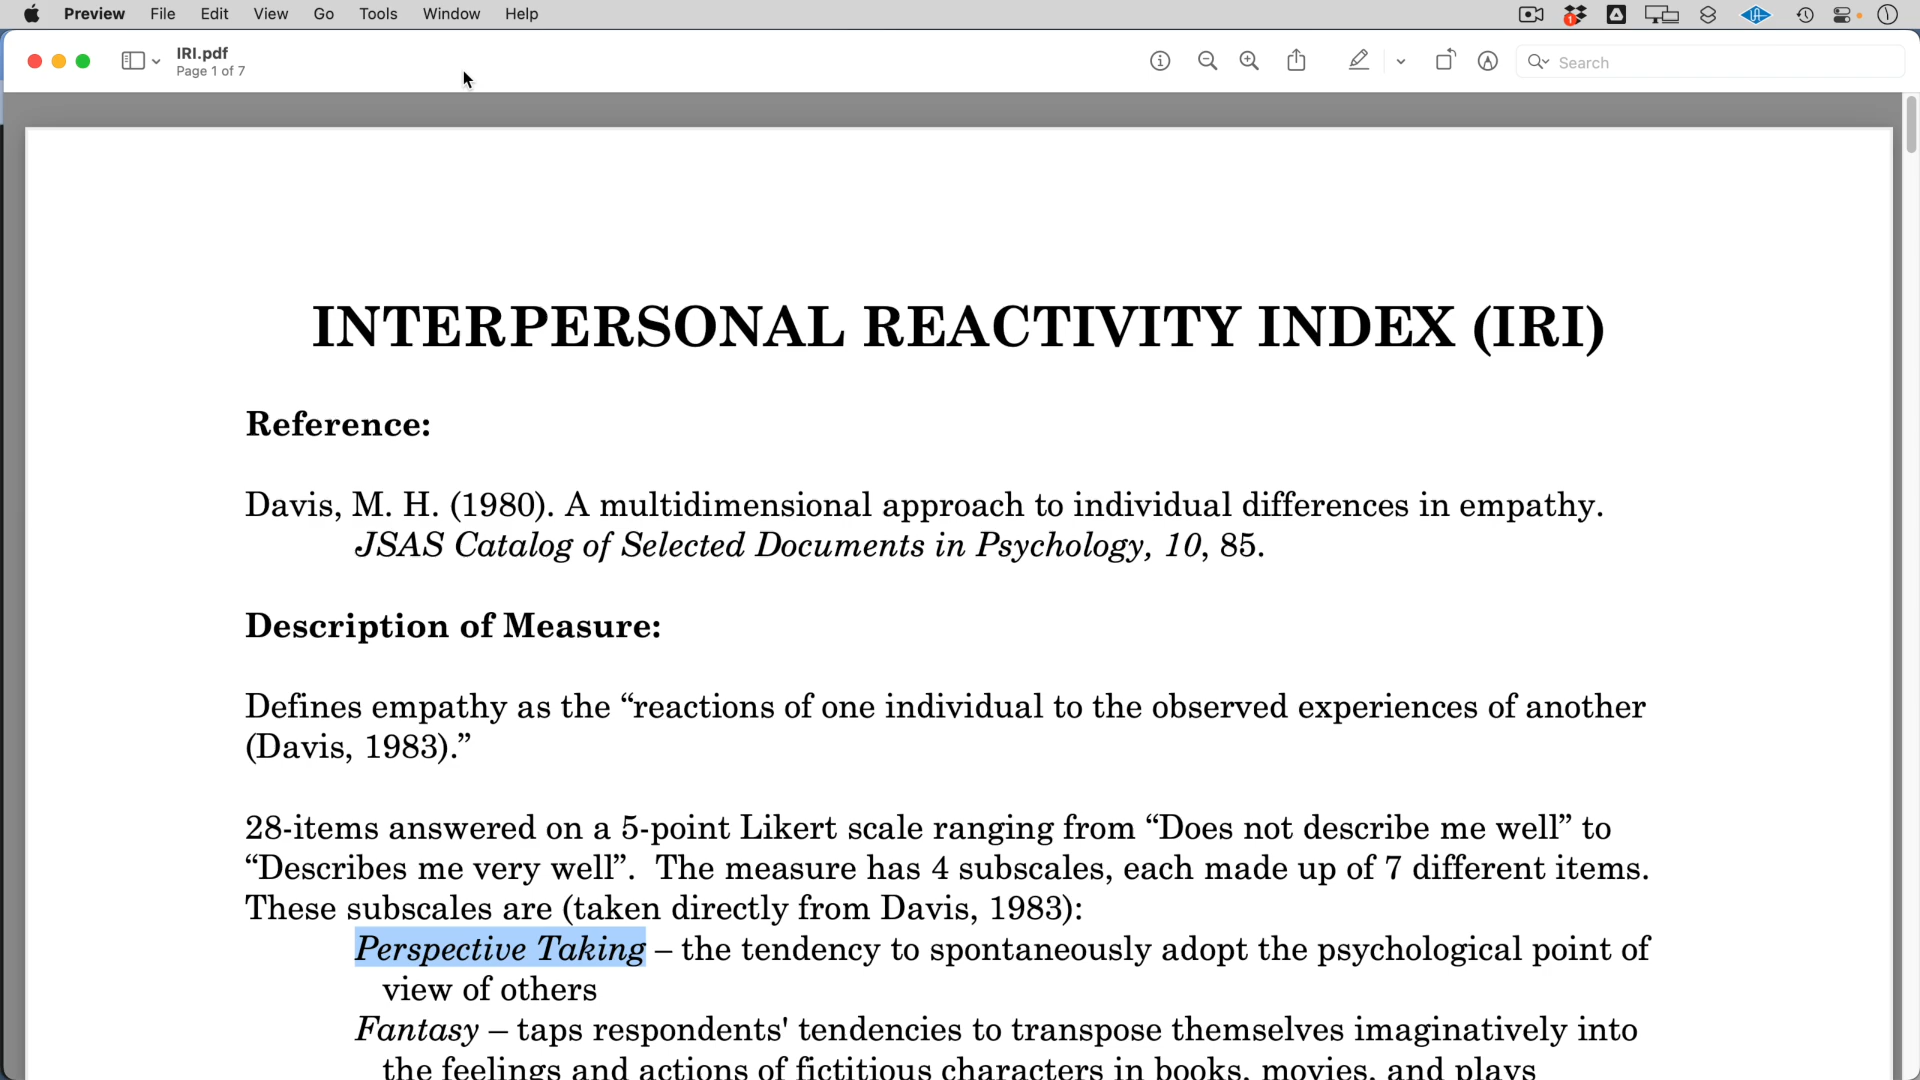 Preview File Edit View Go Tools Window Help
1
IRI.pdf
Page 1 of 7
Search
INTERPERSONAL REACTIVITY INDEX (IRI)
Reference:
Davis, M. H. (1980). A multidimensional approach to individual differences in empathy.
JSAS Catalog of Selected Documents in Psychology, 10, 85.
Description of Measure:
Defines empathy as the “reactions of one individual to the observed experiences of another
(Davis, 1983).”
28-items answered on a 5-point Likert scale ranging from “Does not describe me well” to
“Describes me very well”.  The measure has 4 subscales, each made up of 7 different items.
These subscales are (taken directly from Davis, 1983):
Perspective Taking – the tendency to spontaneously adopt the psychological point of
view of others
Fantasy – taps respondents' tendencies to transpose themselves imaginatively into
the feelings and actions of fictitious characters in books, movies, and plays